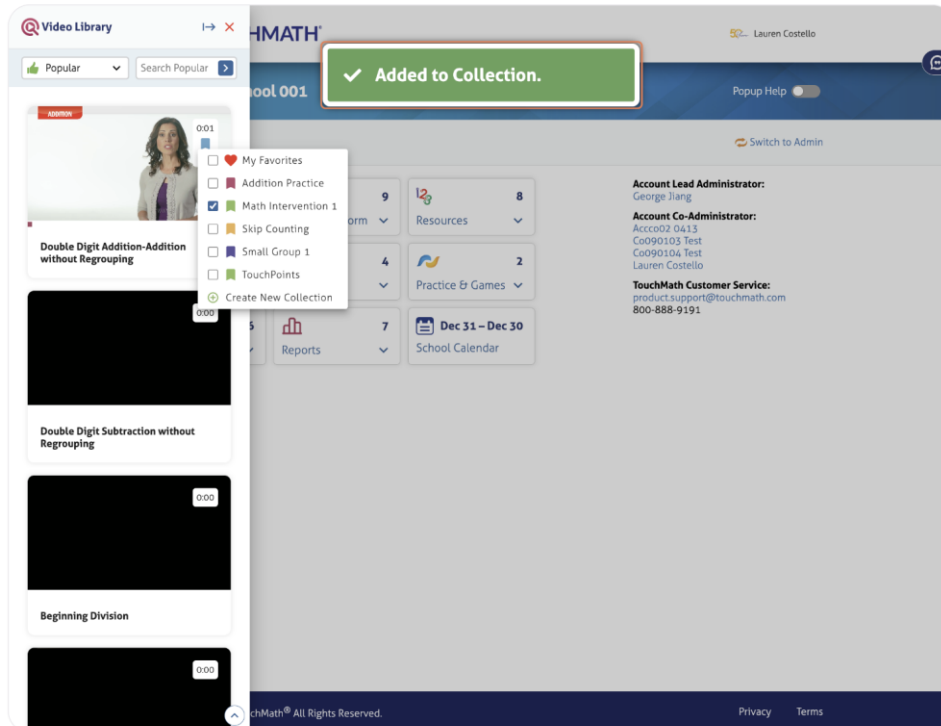 Video Library
HMATH®
Lauren Costello
Popular
Search Popular
Added to Collection.
ool 001
Popup Help
ADDITION
0:01
Switch to Admin
My Favorites
Addition Practice
Math Intervention 1
Skip Counting
Small Group 1
TouchPoints
Create New Collection
Double Digit Addition-Addition
without Regrouping
9
orm
123
8
Resources
4
2
Practice & Games
7
Reports
Dec 31 – Dec 30
School Calendar
Account Lead Administrator:
George Jiang
Account Co-Administrator:
Accco02 0413
Co090103 Test
Co090104 Test
Lauren Costello
TouchMath Customer Service:
product.support@touchmath.com
800-888-9191
0:00
Double Digit Subtraction without
Regrouping
0:00
Beginning Division
0:00
chMath® All Rights Reserved.
Privacy
Terms